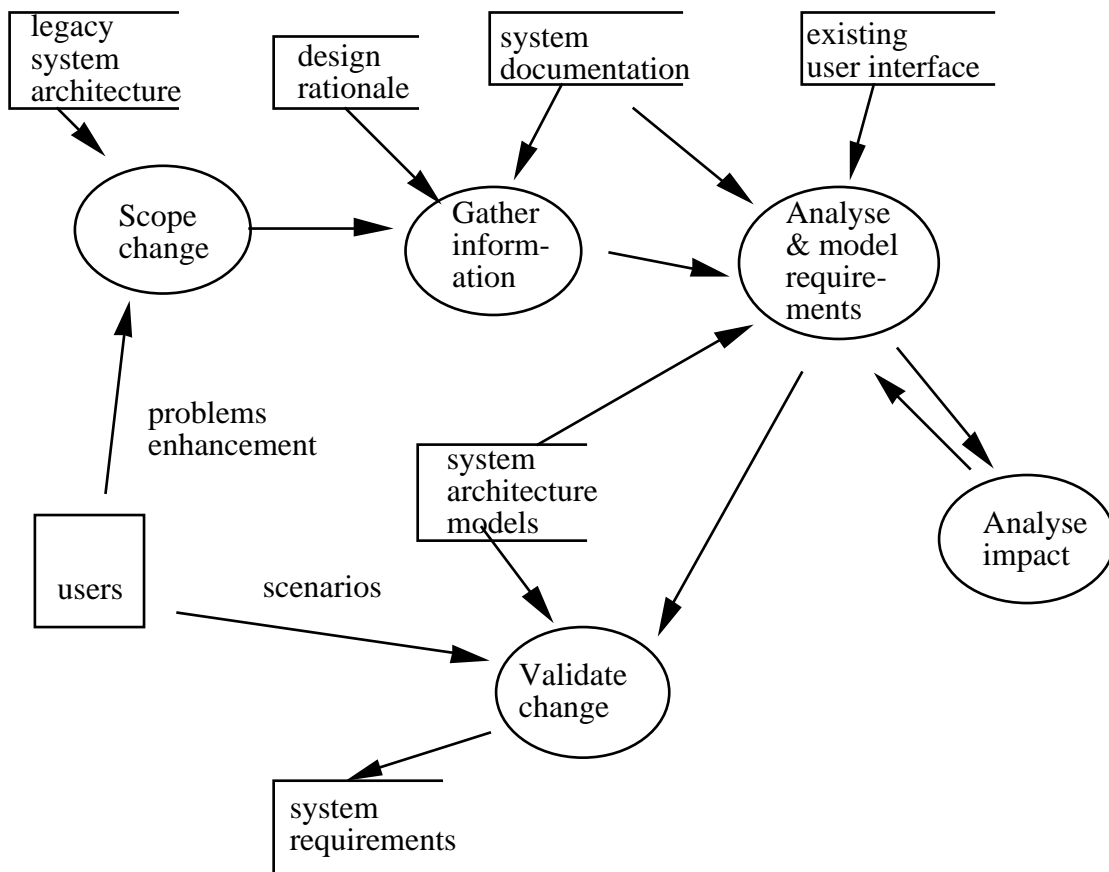 legacy
system
architecture
design
rationale
system
documentation
existing
user interface
Scope
change
Gather
inform-
ation
Analyse
& model
require-
ments
problems
enhancement
system
architecture
models
Analyse
impact
users
scenarios
Validate
change
system
requirements